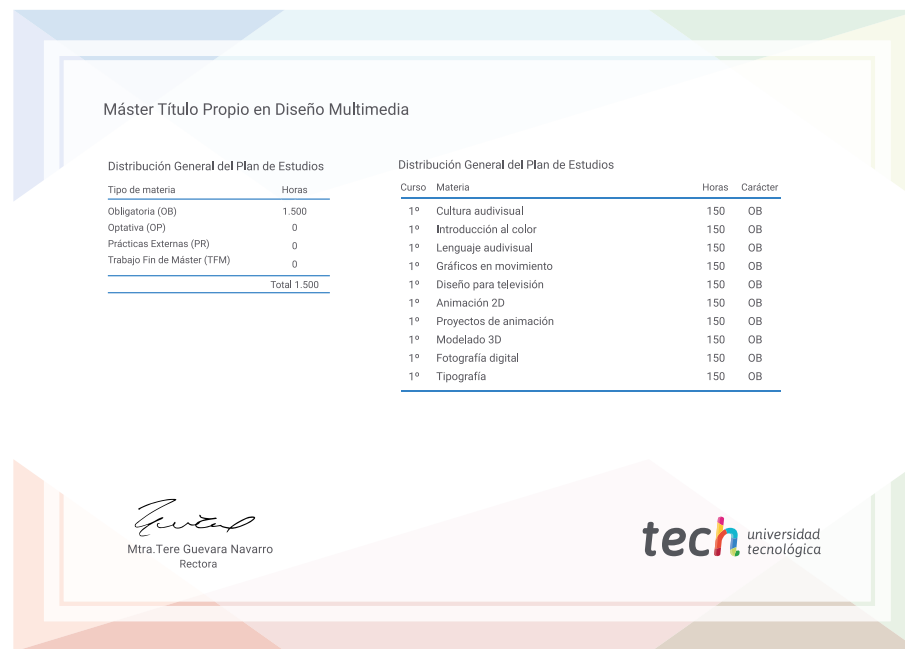 Máster Título Propio en Diseño Multimedia
Distribución General del Plan de Estudios
Tipo de materia Horas
Obligatoria (OB) 1.500
Optativa (OP) 0
Prácticas Externas (PR) 0
Trabajo Fin de Máster (TFM) 0
Total 1.500
Distribución General del Plan de Estudios
Curso Materia Horas Carácter
1º Cultura audivisual 150 OB
1º Introducción al color 150 OB
1º Lenguaje audivisual 150 OB
1º Gráficos en movimiento 150 OB
1º Diseño para televisión 150 OB
1º Animación 2D 150 OB
1º Proyectos de animación 150 OB
1º Modelado 3D 150 OB
1º Fotografía digital 150 OB
1º Tipografía 150 OB
Mtra.Tere Guevara Navarro
Rectora
tech universidad
tecnológica